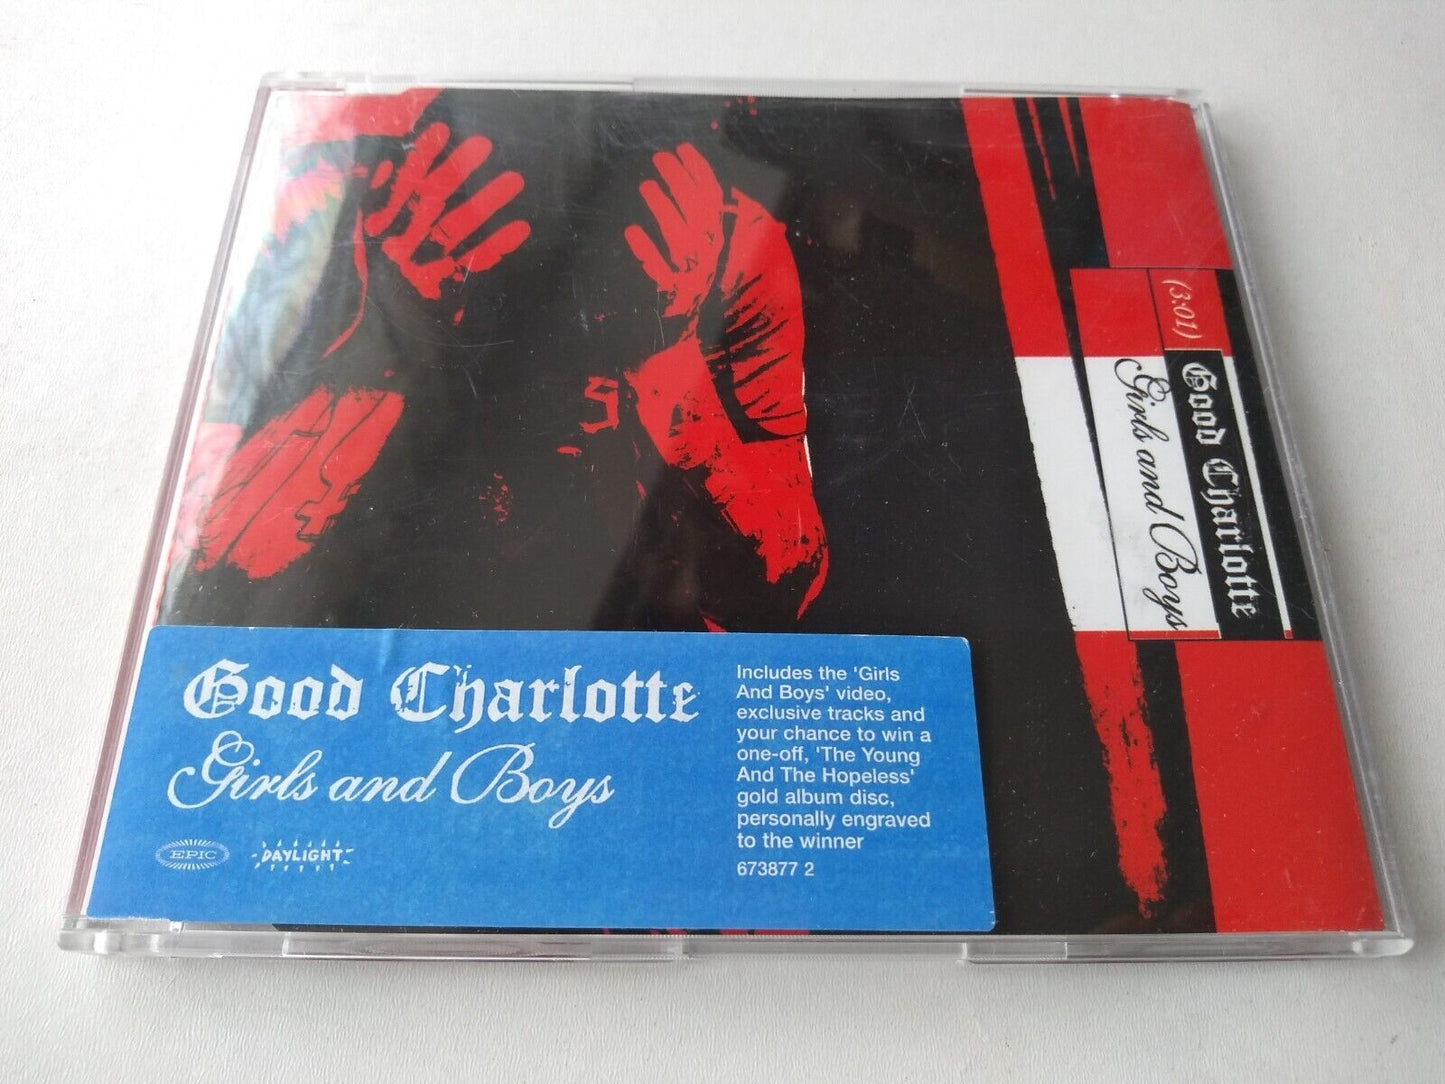 (3:01)
Good Charlotte
Girls and Boys
Good Charlotte
Girls and Boys
EPIC
DAYLIGHT
Includes the 'Girls
And Boys' video,
exclusive tracks and
your chance to win a
one-off, 'The Young
And The Hopeless'
gold album disc,
personally engraved
to the winner
673877 2